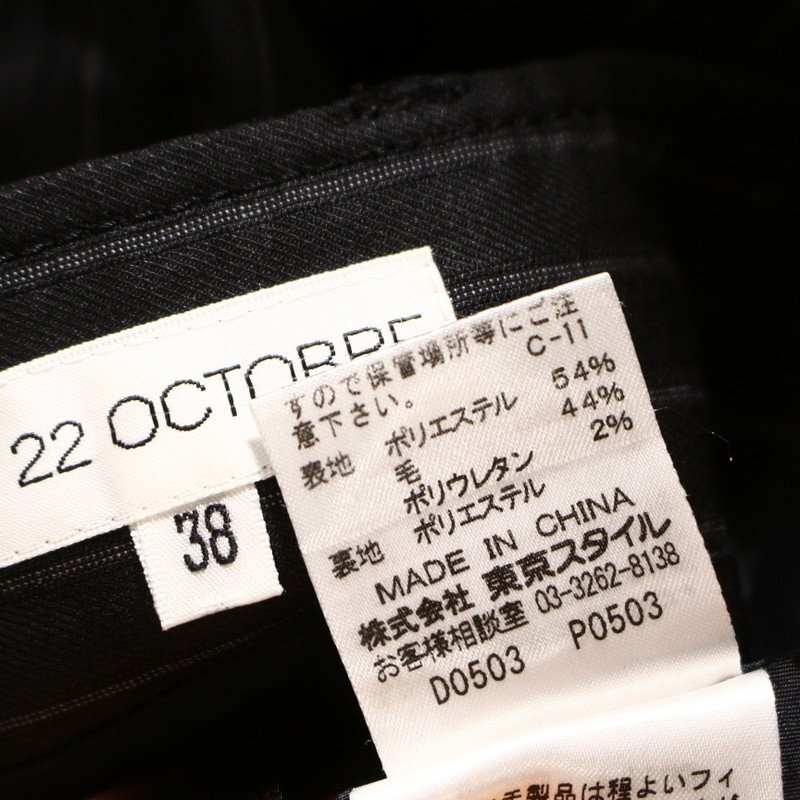 22 OCTOBRE
38
すので保管場所等にご注
意下さい。 C-11
表地 ポリエステル 54%
毛 44%
ポリウレタン 2%
裏地 ポリエステル
MADE IN CHINA
株式会社 東京スタイル
お客様相談室 03-3262-8138
D0503 P0503
製品は程よいフィ